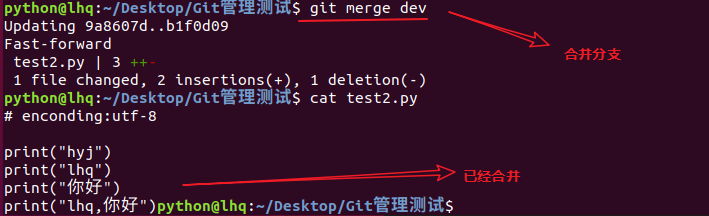 python@lhq:~/Desktop/Git管理测试$ git merge dev
Updating 9a8607d..b1f0d09
Fast-forward
合并分支
test2.py | 3 ++-
1 file changed, 2 insertions(+), 1 deletion(-)
python@lhq:~/Desktop/Git管理测试$ cat test2.py
# enconding:utf-8
print("hyj")
print("lhq")
已经合并
print("你好")
print("lhq,你好")python@lhq:~/Desktop/Git管理测试$